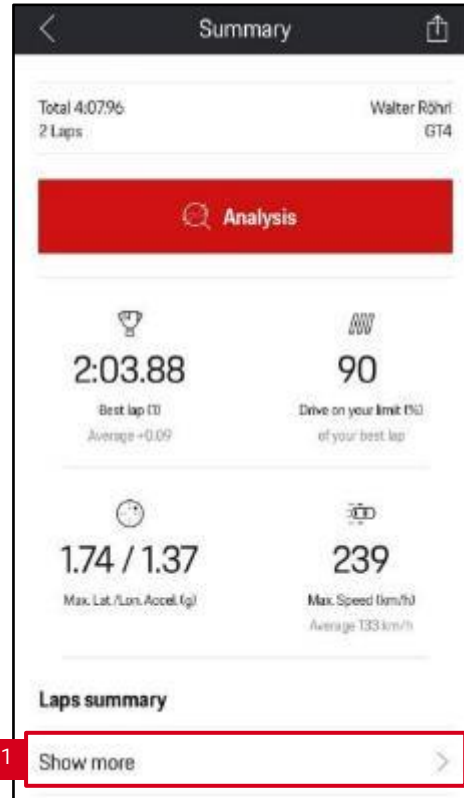 Summary
Total 4:07.96
Walter Röhrl
2 Laps
GT4
Analysis
2:03.88
90
Best lap (1)
Drive on your limit (%)
Average +0.09
of your best lap
1.74 / 1.37
239
Max. Lat./Lon. Accel. (g)
Max. Speed (km/h)
Average 133 km/h
Laps summary
1
Show more